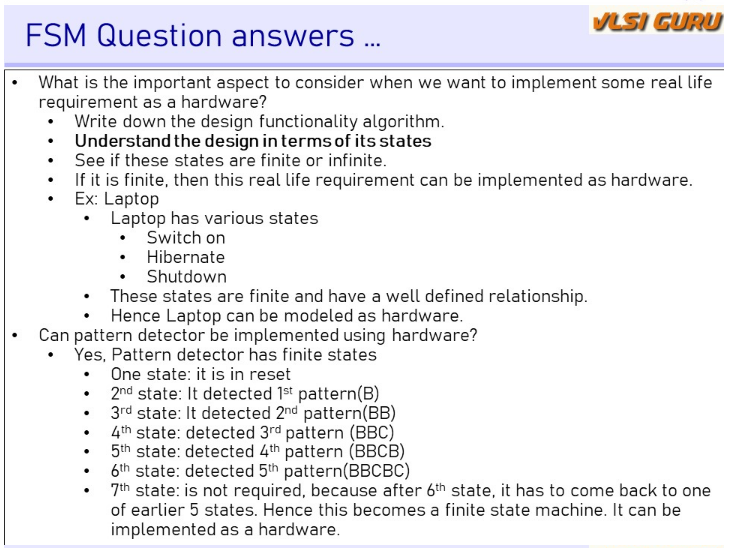 vLSI GURU
FSM Question answers ...
• What is the important aspect to consider when we want to implement some real life
requirement as a hardware?
• Write down the design functionality algorithm.
• Understand the design in terms of its states
• See if these states are finite or infinite.
• If it is finite, then this real life requirement can be implemented as hardware.
• Ex: Laptop
• Laptop has various states
• Switch on
• Hibernate
• Shutdown
• These states are finite and have a well defined relationship.
• Hence Laptop can be modeled as hardware.
• Can pattern detector be implemented using hardware?
• Yes, Pattern detector has finite states
• One state: it is in reset
• 2nd state: It detected 1st pattern(B)
• 3rd state: It detected 2nd pattern(BB)
• 4th state: detected 3rd pattern (BBC)
• 5th state: detected 4th pattern (BBCB)
• 6th state: detected 5th pattern(BBCBC)
• 7th state: is not required, because after 6th state, it has to come back to one
of earlier 5 states. Hence this becomes a finite state machine. It can be
implemented as a hardware.